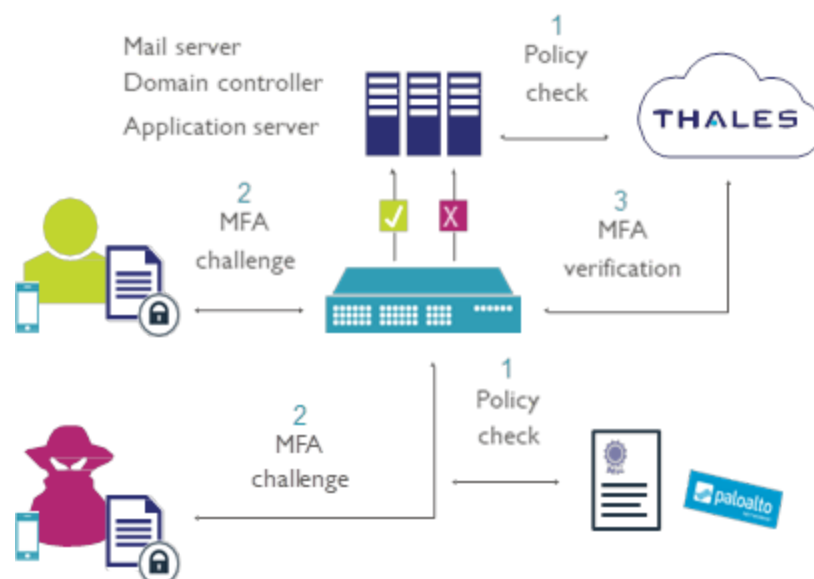 Mail server
Domain controller
Application server
1
Policy
check
THALES
2
MFA
challenge
3
MFA
verification
1
Policy
check
2
MFA
challenge
paloalto